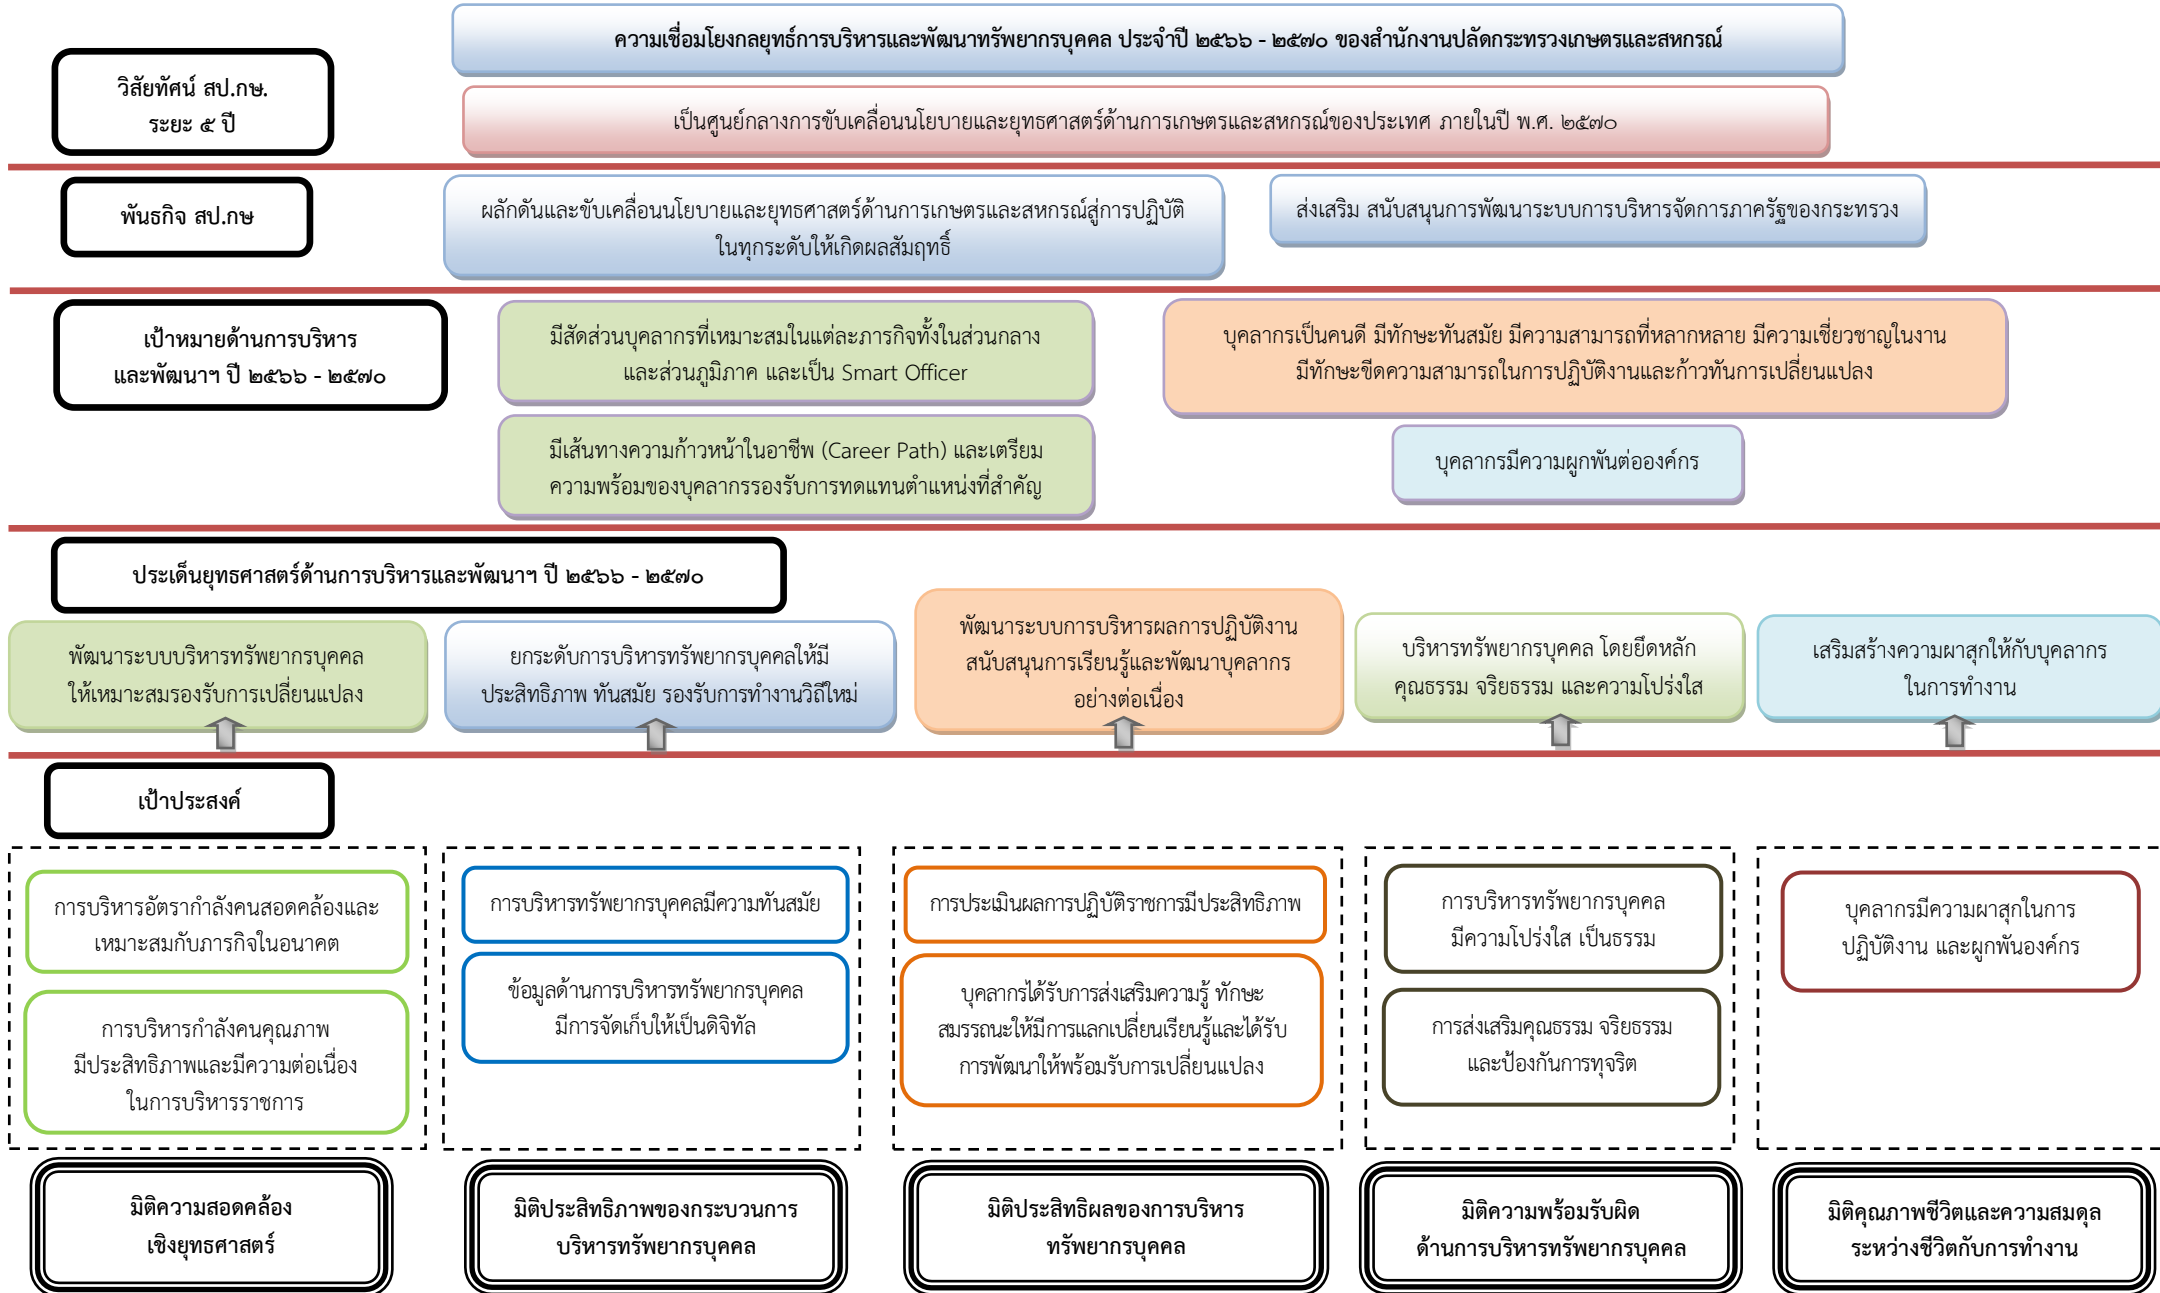 ความเชื่อมโยงกลยุทธ์การบริหารและพัฒนาทรัพยากรบุคคล ประจำปี ๒๕๖๖ - ๒๕๗๐ ของสำนักงานปลัดกระทรวงเกษตรและสหกรณ์
วิสัยทัศน์ สป.กษ.
ระยะ ๕ ปี
เป็นศูนย์กลางการขับเคลื่อนนโยบายและยุทธศาสตร์ด้านการเกษตรและสหกรณ์ของประเทศ ภายในปี พ.ศ. ๒๕๗๐
พันธกิจ สป.กษ
ผลักดันและขับเคลื่อนนโยบายและยุทธศาสตร์ด้านการเกษตรและสหกรณ์สู่การปฏิบัติ
ในทุกระดับให้เกิดผลสัมฤทธิ์
ส่งเสริม สนับสนุนการพัฒนาระบบการบริหารจัดการภาครัฐของกระทรวง
เป้าหมายด้านการบริหาร
และพัฒนาฯ ปี ๒๕๖๖ - ๒๕๗๐
มีสัดส่วนบุคลากรที่เหมาะสมในแต่ละภารกิจทั้งในส่วนกลาง
และส่วนภูมิภาค และเป็น Smart Officer
บุคลากรเป็นคนดี มีทักษะทันสมัย มีความสามารถที่หลากหลาย มีความเชี่ยวชาญในงาน
มีทักษะขีดความสามารถในการปฏิบัติงานและก้าวทันการเปลี่ยนแปลง
มีเส้นทางความก้าวหน้าในอาชีพ (Career Path) และเตรียม
ความพร้อมของบุคลากรรองรับการทดแทนตำแหน่งที่สำคัญ
บุคลากรมีความผูกพันต่อองค์กร
ประเด็นยุทธศาสตร์ด้านการบริหารและพัฒนาฯ ปี ๒๕๖๖ - ๒๕๗๐
พัฒนาระบบบริหารทรัพยากรบุคคล
ให้เหมาะสมรองรับการเปลี่ยนแปลง
ยกระดับการบริหารทรัพยากรบุคคลให้มี
ประสิทธิภาพ ทันสมัย รองรับการทำงานวิถีใหม่
พัฒนาระบบการบริหารผลการปฏิบัติงาน
สนับสนุนการเรียนรู้และพัฒนาบุคลากร
อย่างต่อเนื่อง
บริหารทรัพยากรบุคคล โดยยึดหลัก
คุณธรรม จริยธรรม และความโปร่งใส
เสริมสร้างความผาสุกให้กับบุคลากร
ในการทำงาน
เป้าประสงค์
การบริหารอัตรากำลังคนสอดคล้องและ
เหมาะสมกับภารกิจในอนาคต
การบริหารกำลังคนคุณภาพ
มีประสิทธิภาพและมีความต่อเนื่อง
ในการบริหารราชการ
การบริหารทรัพยากรบุคคลมีความทันสมัย
ข้อมูลด้านการบริหารทรัพยากรบุคคล
มีการจัดเก็บให้เป็นดิจิทัล
การประเมินผลการปฏิบัติราชการมีประสิทธิภาพ
บุคลากรได้รับการส่งเสริมความรู้ ทักษะ
สมรรถนะให้มีการแลกเปลี่ยนเรียนรู้และได้รับ
การพัฒนาให้พร้อมรับการเปลี่ยนแปลง
การบริหารทรัพยากรบุคคล
มีความโปร่งใส เป็นธรรม
การส่งเสริมคุณธรรม จริยธรรม
และป้องกันการทุจริต
บุคลากรมีความผาสุกในการ
ปฏิบัติงาน และผูกพันองค์กร
มิติความสอดคล้อง
เชิงยุทธศาสตร์
มิติประสิทธิภาพของกระบวนการ
บริหารทรัพยากรบุคคล
มิติประสิทธิผลของการบริหาร
ทรัพยากรบุคคล
มิติความพร้อมรับผิด
ด้านการบริหารทรัพยากรบุคคล
มิติคุณภาพชีวิตและความสมดุล
ระหว่างชีวิตกับการทำงาน